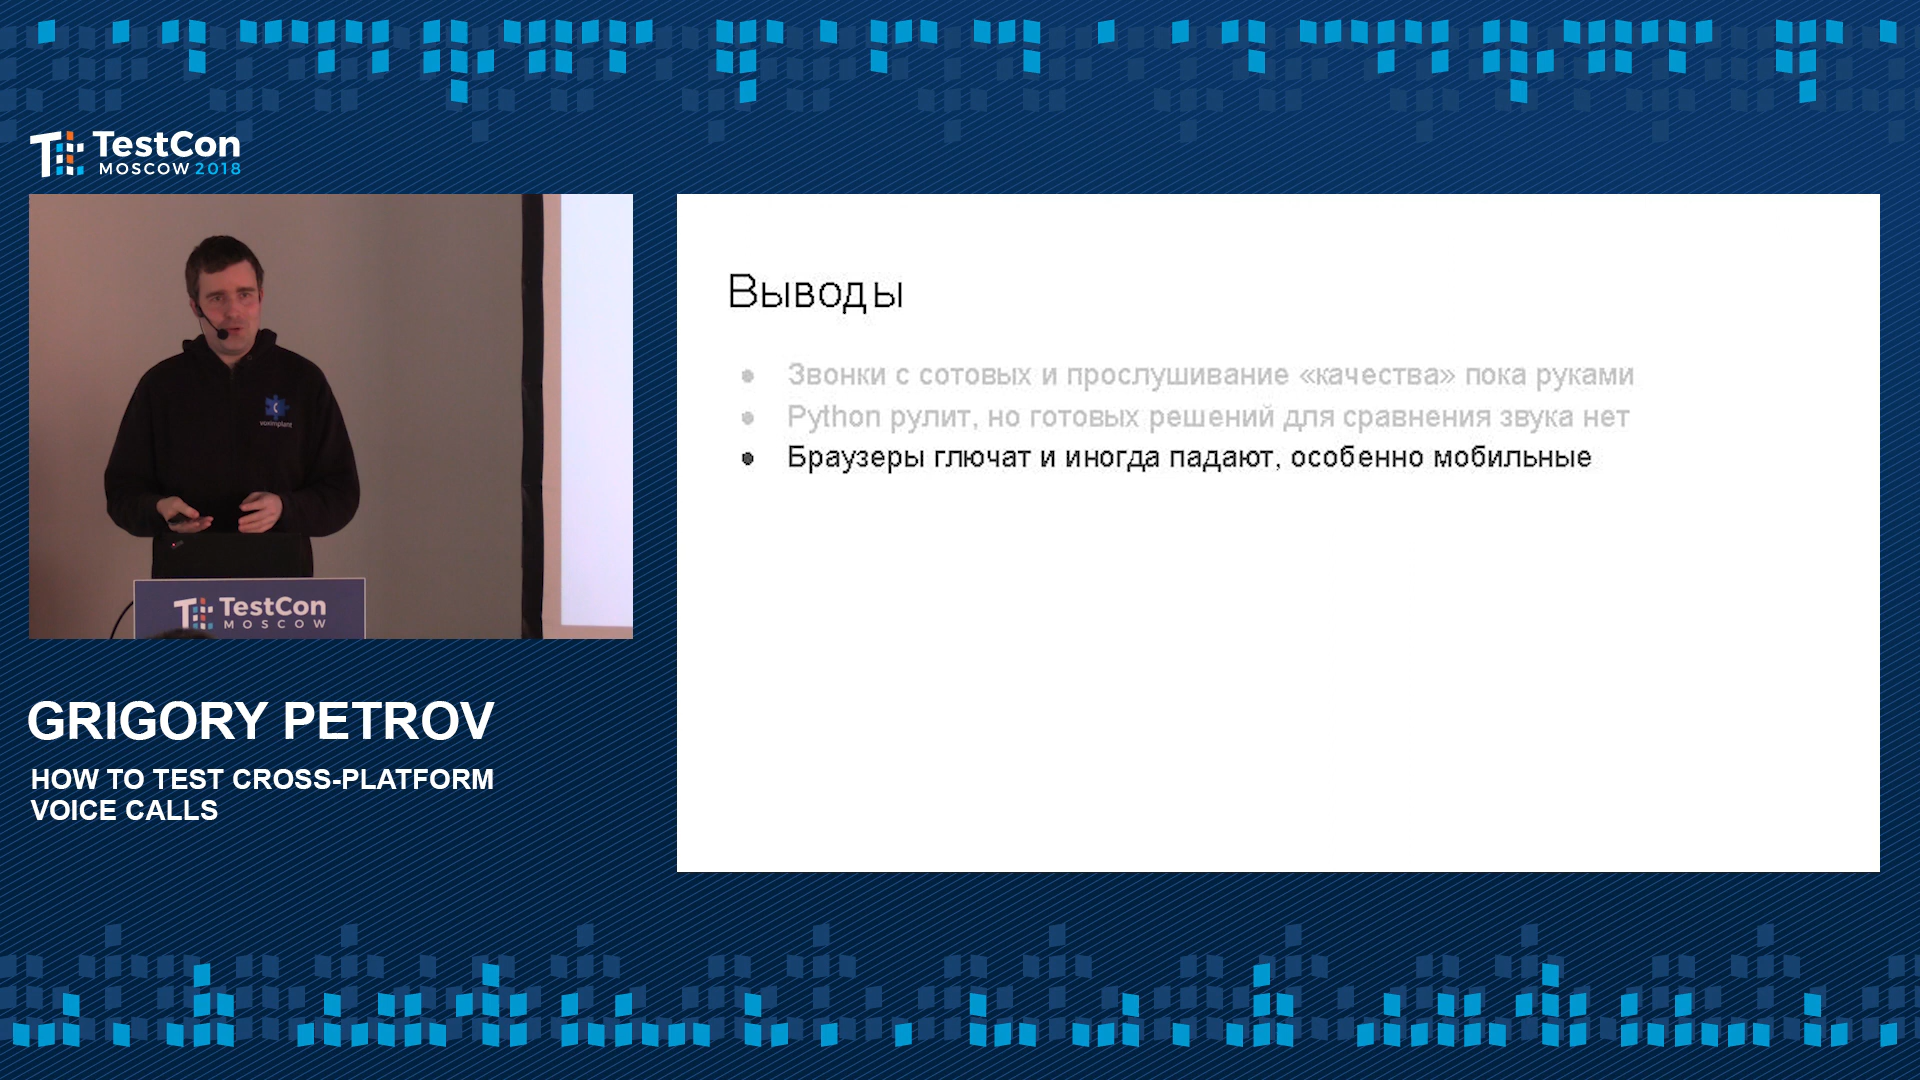 TestCon
MOSCOW 2018
voximplant
TestCon
MOSCOW
GRIGORY PETROV
HOW TO TEST CROSS-PLATFORM
VOICE CALLS
Выводы
Звонки с сотовых и прослушивание «качества» пока руками
Python рулит, но готовых решений для сравнения звука нет
Браузеры глючат и иногда падают, особенно мобильные